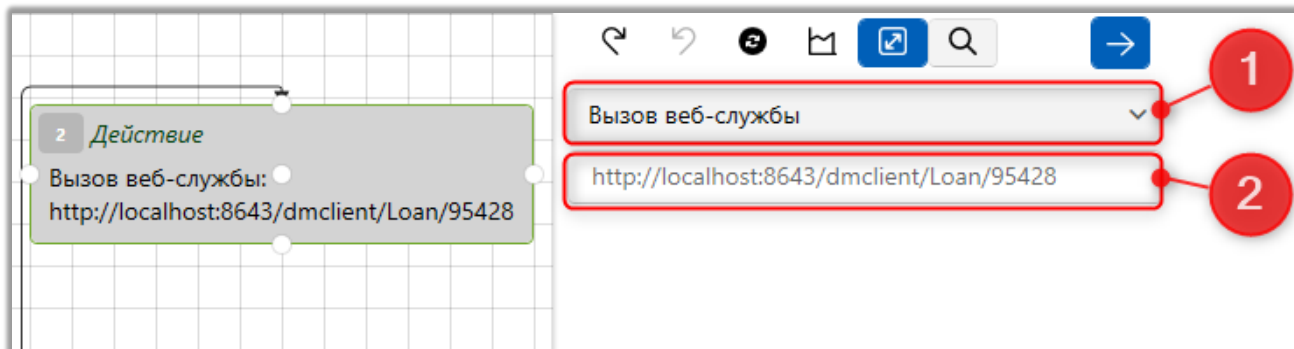 2 Действие
Вызов веб-службы:
http://localhost:8643/dmclient/Loan/95428
Вызов веб-службы
http://localhost:8643/dmclient/Loan/95428
1
2